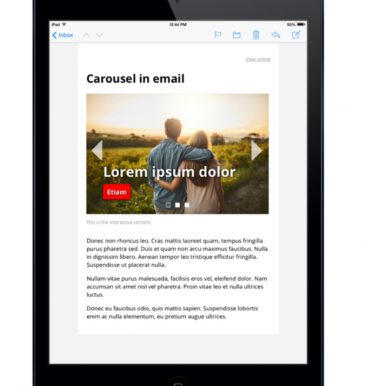 iPad
12:44 PM
93%
Inbox
View online
Carousel in email
Lorem ipsum dolor
Etiam
This is the interactive content.
Donec non rhoncus leo. Cras mattis laoreet quam, tempus fringilla
purus pharetra sed. Duis et quam non arcu maximus faucibus. Nulla
in dignissim libero. Aenean tempor leo tristique efficitur fringilla.
Suspendisse ut placerat nulla.
Nullam vitae purus malesuada, facilisis eros vel, eleifend dolor. Nam
accumsan sit amet nisl vel pharetra. Proin vitae leo et nulla ultrices
luctus.
Donec eu faucibus odio, quis mattis sapien. Suspendisse lobortis
enim ac nulla elementum, eu pretium augue ultrices.